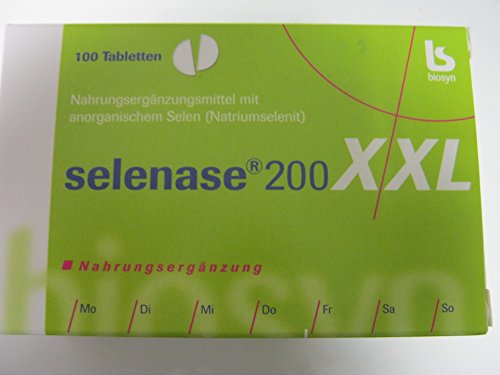 100 Tabletten
biosyn
Nahrungsergänzungsmittel mit
anorganischem Selen (Natriumselenit)
selenase® 200 XXL
Nahrungsergänzung
biosyn
Mo Di Mi Do Fr Sa So